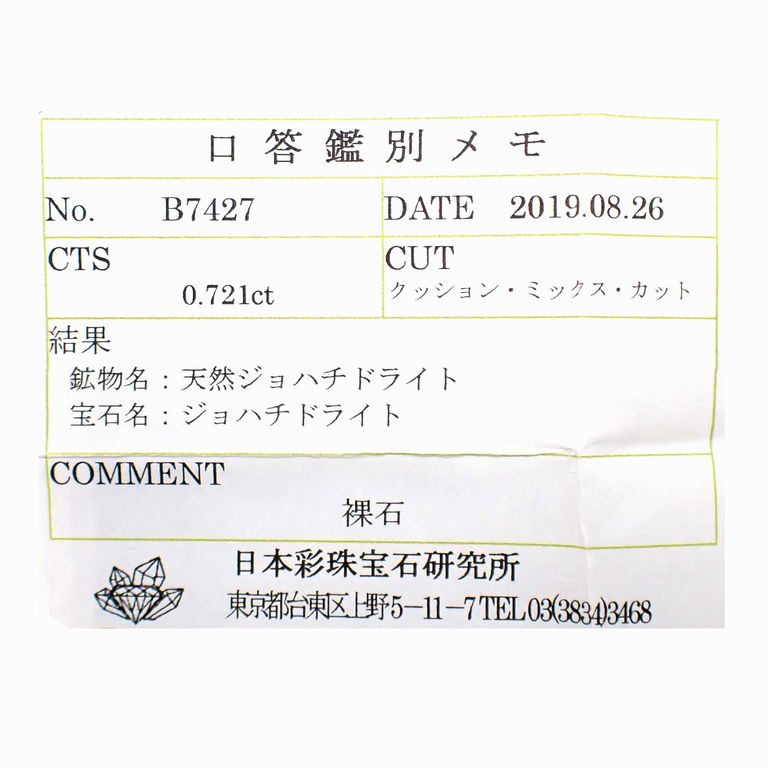 口答鑑別メモ
No. B7427 DATE 2019.08.26
CTS CUT
0.721ct クッション・ミックス・カット
結果
鉱物名：天然ジョハチドライト
宝石名：ジョハチドライト
COMMENT
裸石
日本彩珠宝石研究所
東京都台東区上野5-11-7 TEL03(3834)3468